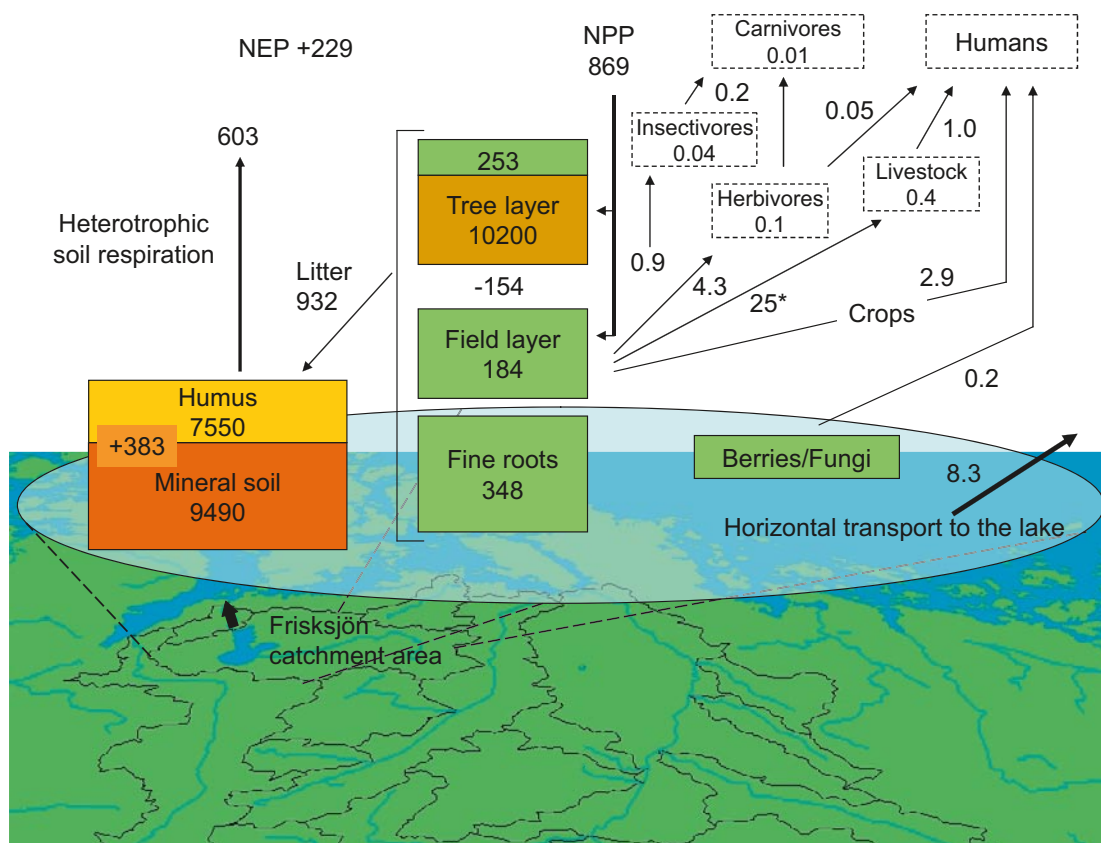 NEP +229
NPP
869
Carnivores
0.01
Humans
0.2
0.05
1.0
603
Insectivores
0.04
253
Livestock
0.4
Tree layer
10200
Herbivores
0.1
Heterotrophic
soil respiration
Litter
932
-154
0.9
4.3
25*
2.9
Crops
Field layer
184
0.2
Humus
7550
+383
Mineral soil
9490
Fine roots
348
Berries/Fungi
8.3
Horizontal transport to the lake
Frisksjön
catchment area